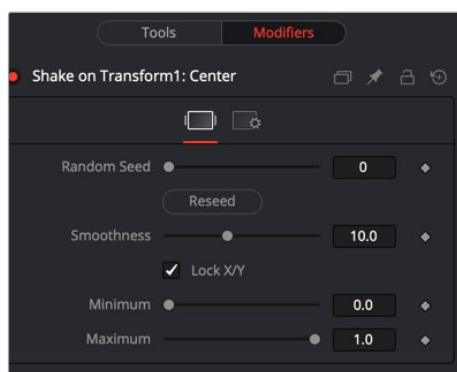 Tools Modifiers
Shake on Transform1: Center
Random Seed 0
Reseed
Smoothness 10.0
Lock X/Y
Minimum 0.0
Maximum 1.0